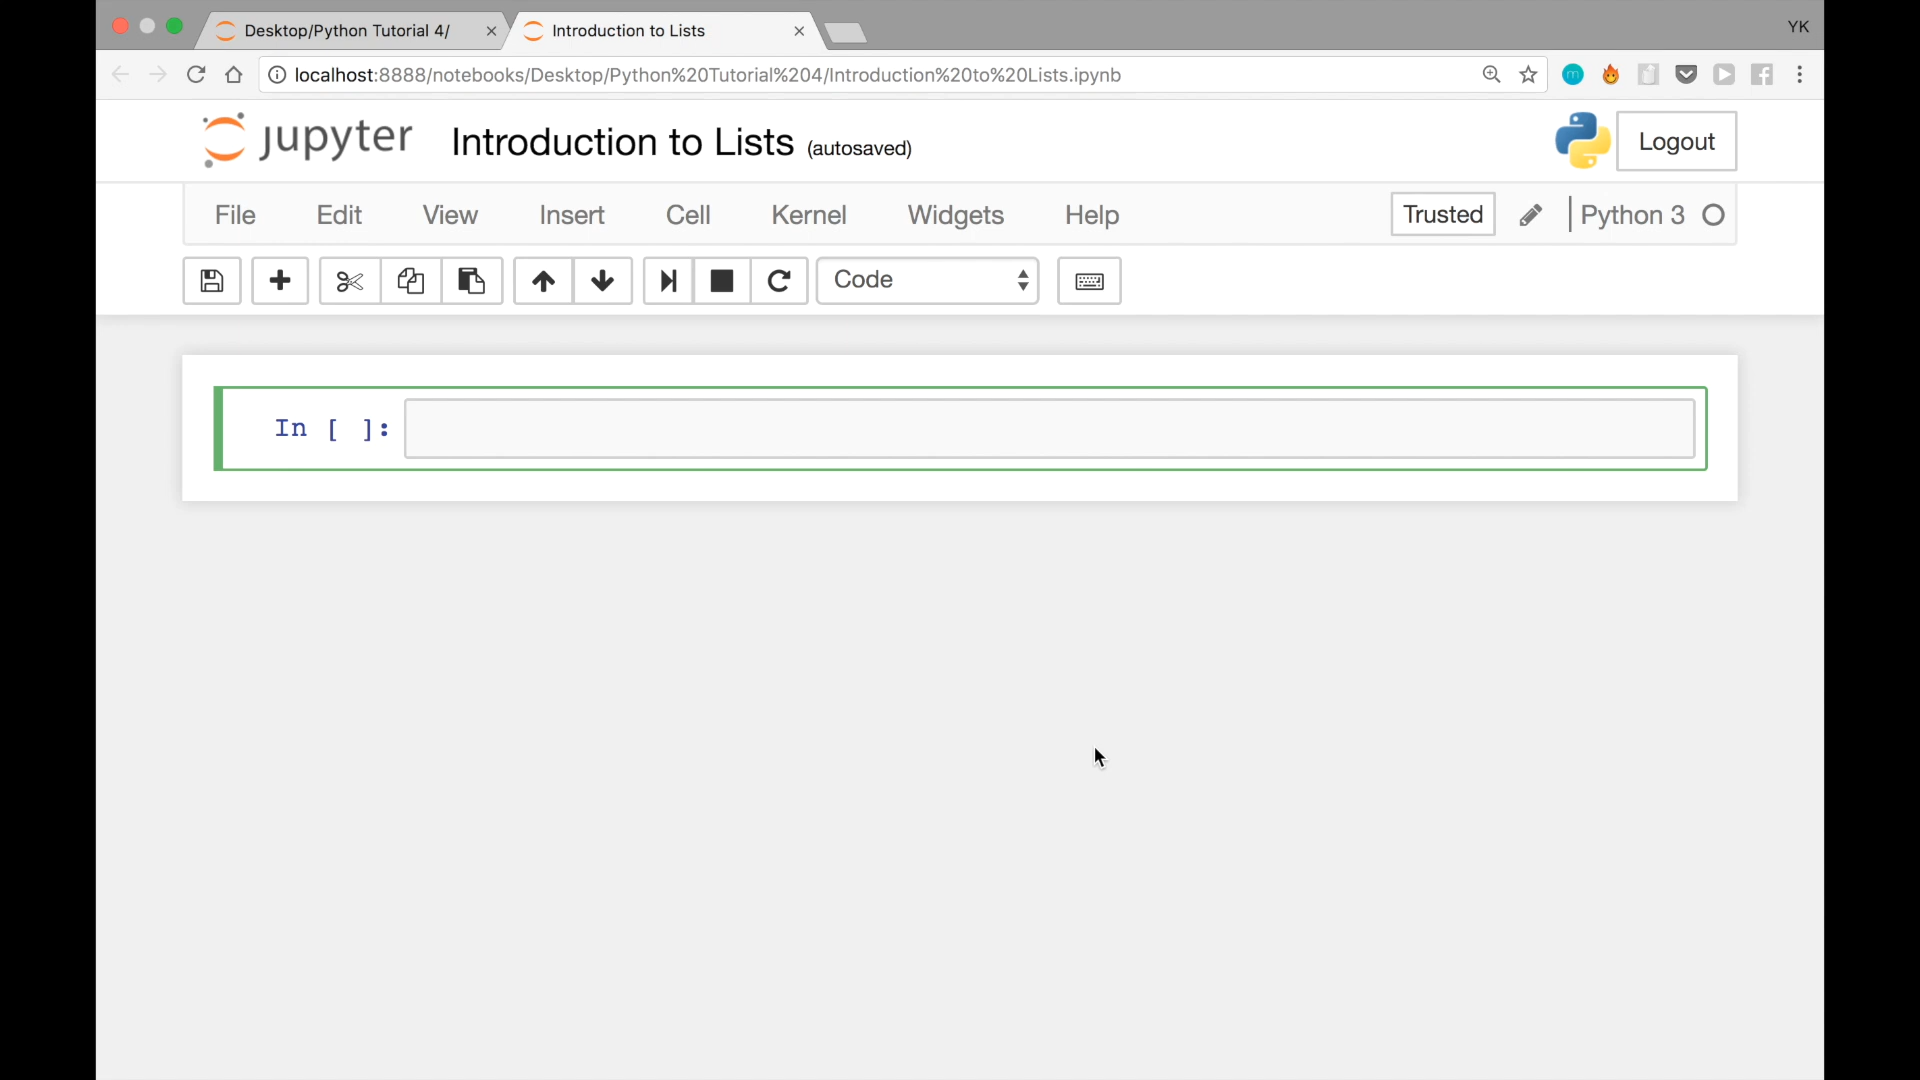 Desktop/Python Tutorial 4/
Introduction to Lists
YK
localhost:8888/notebooks/Desktop/Python%20Tutorial%204/Introduction%20to%20Lists.ipynb
m
jupyter Introduction to Lists (autosaved)
Logout
File Edit View Insert Cell Kernel Widgets Help Trusted Python 3
Code
In [ ]: